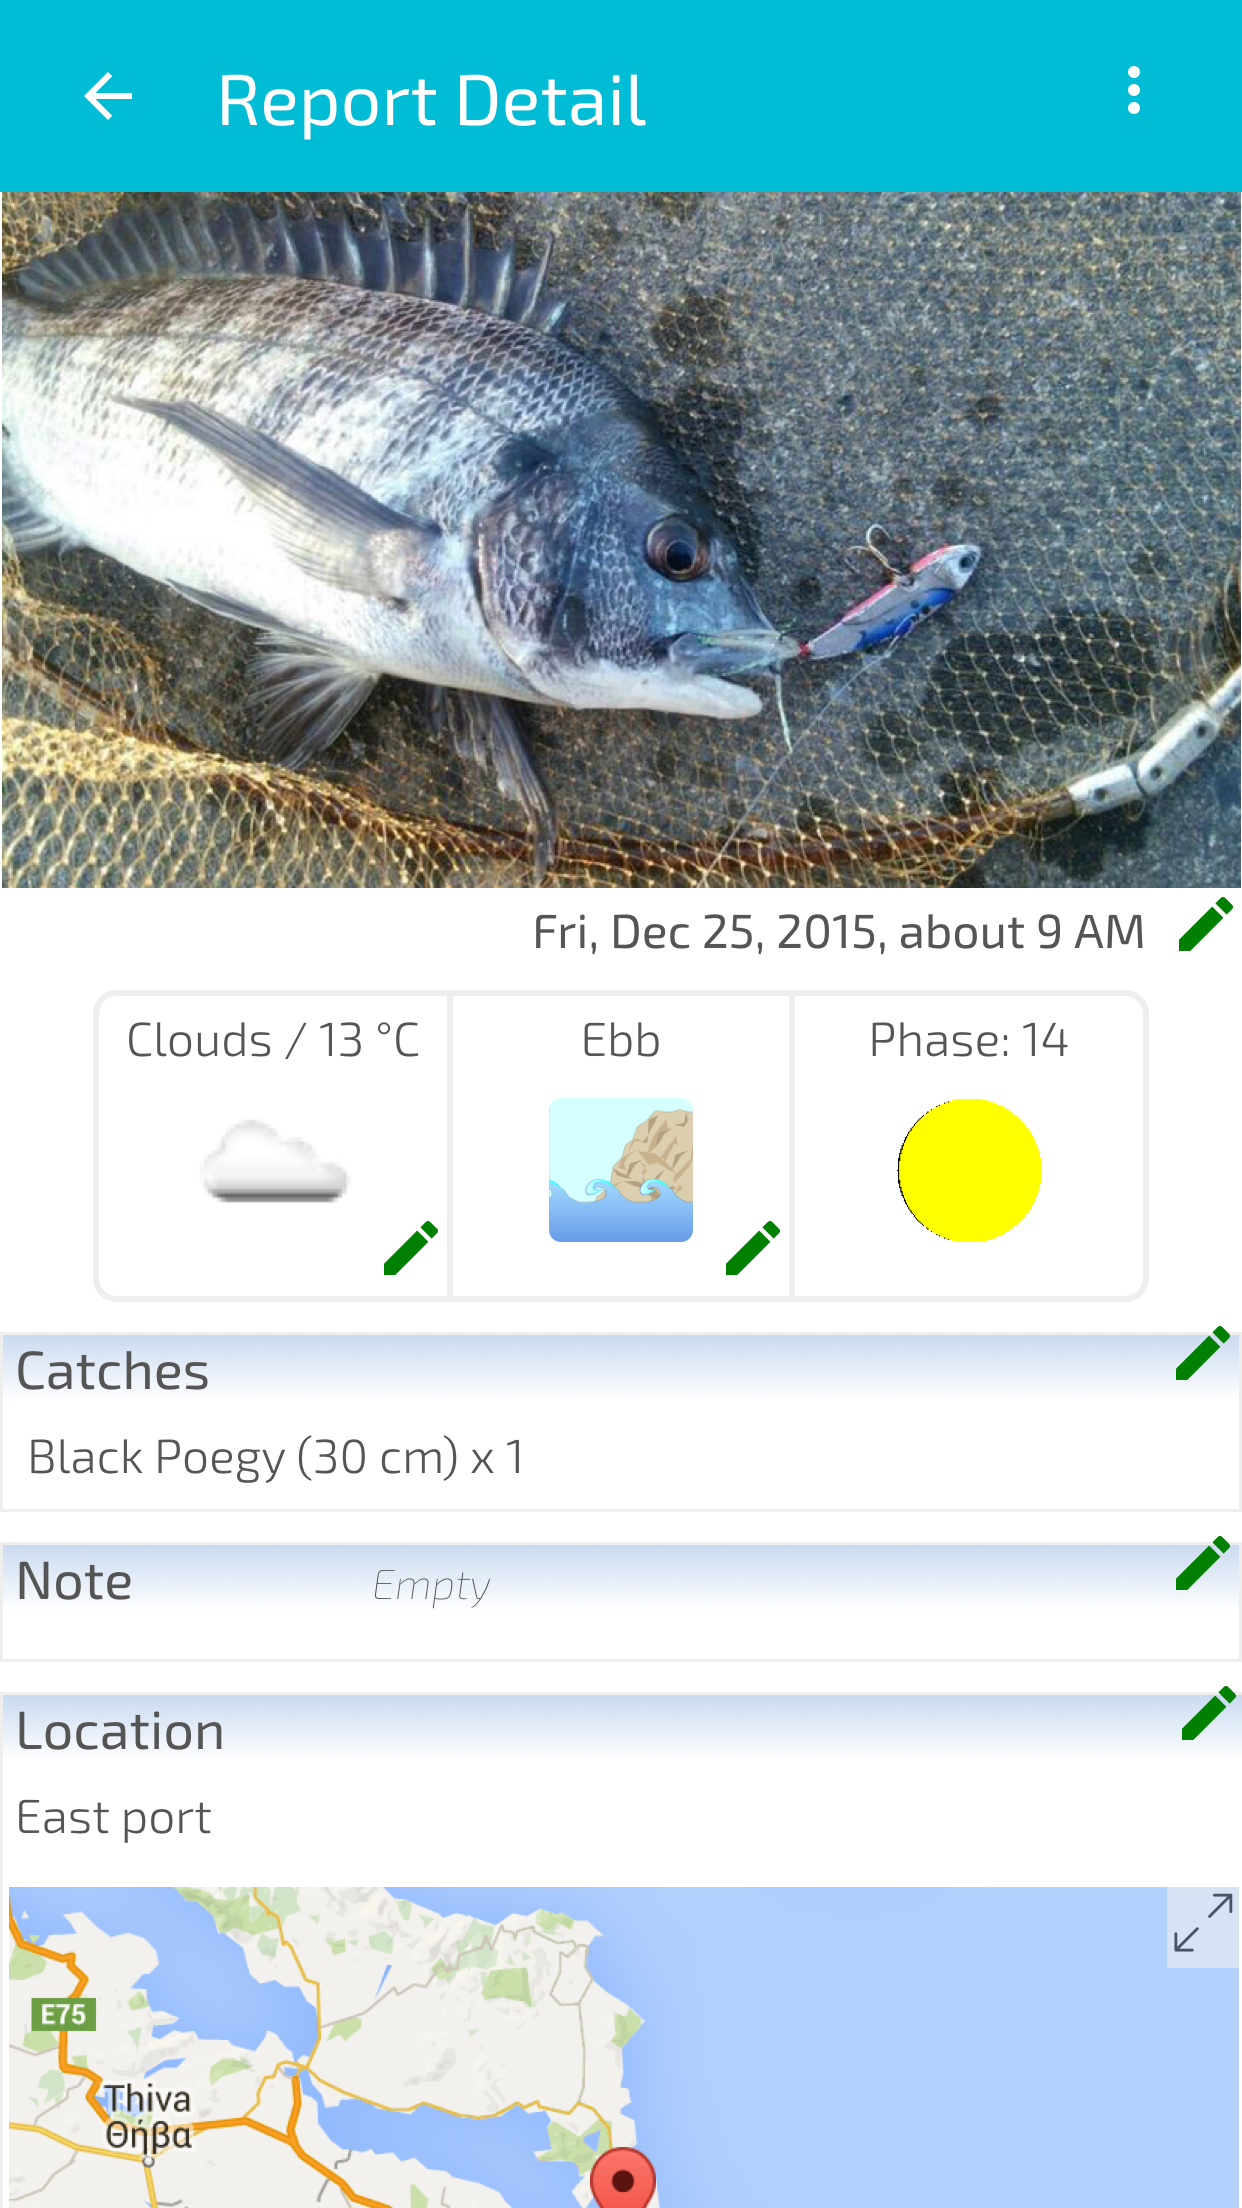 Report Detail
Fri, Dec 25, 2015, about 9 AM
Clouds / 13 °C
Ebb
Phase: 14
Catches
Black Poegy (30 cm) x 1
Note
Empty
Location
East port
E75
Thiva
Θήβα